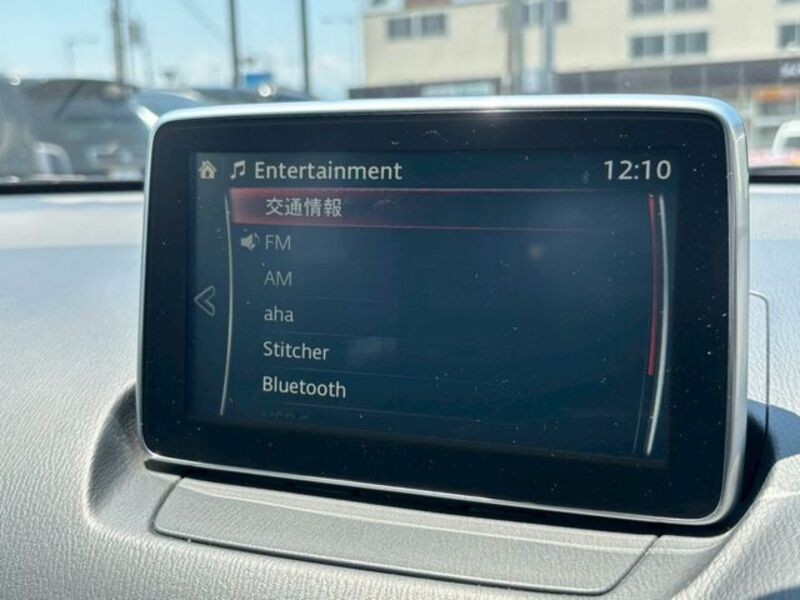 Entertainment 12:10
交通情報
FM
AM
aha
Stitcher
Bluetooth